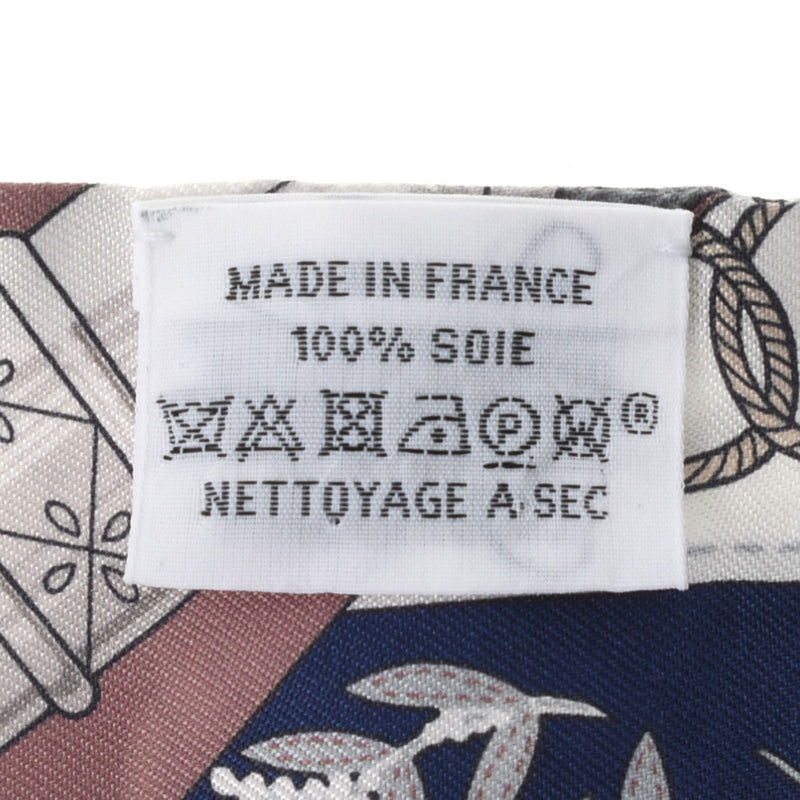 MADE IN FRANCE
100% SOIE
P W ®
NETTOYAGE A SEC